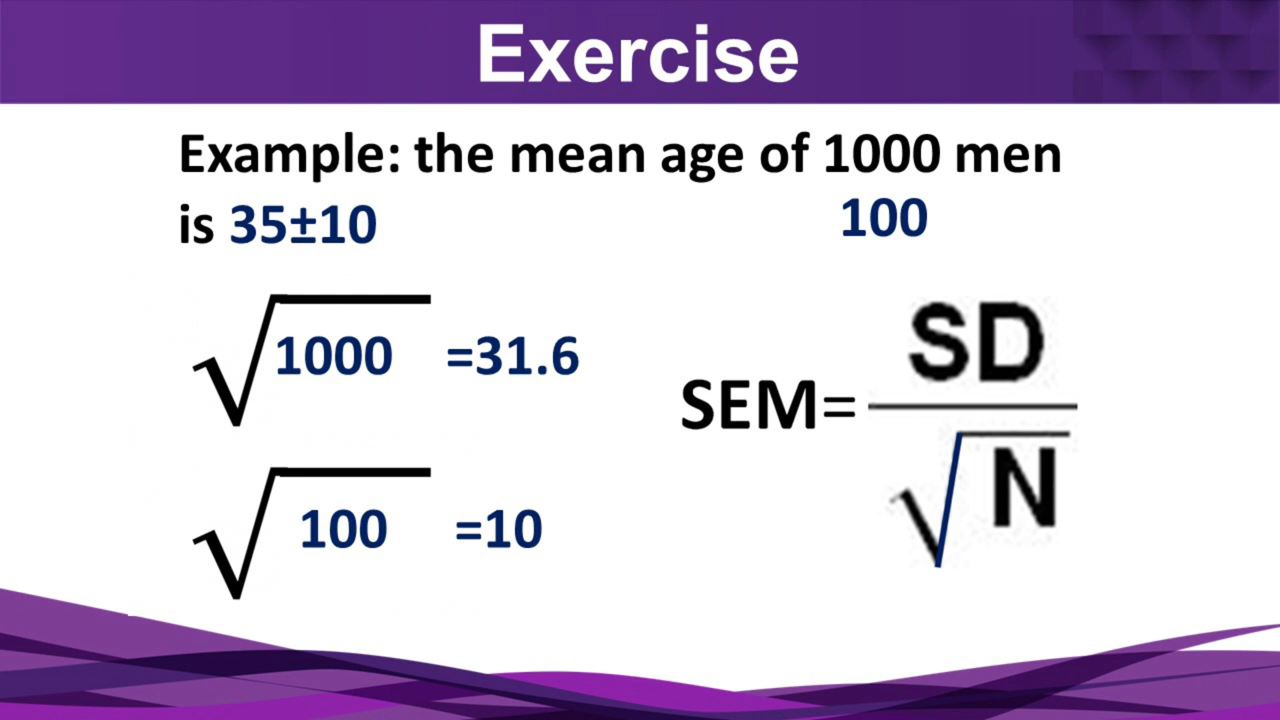 Exercise
Example: the mean age of 1000 men
is 35±10
100
√1000 =31.6
SEM=
SD
√N
√100 =10